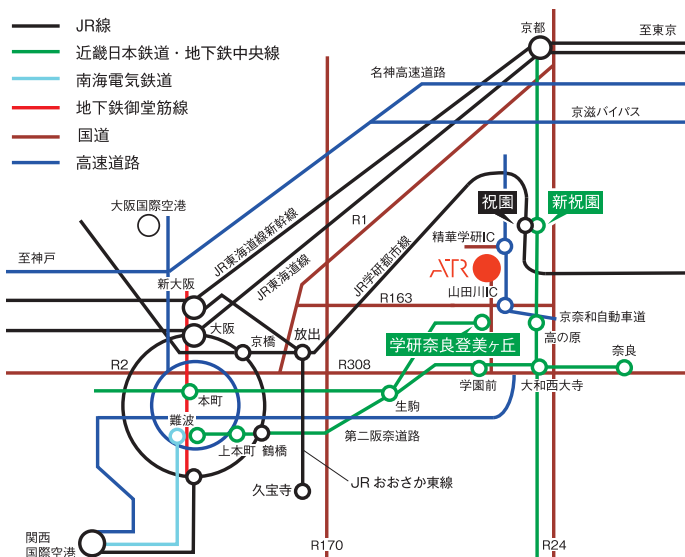 JR線
近畿日本鉄道・地下鉄中央線
南海電気鉄道
地下鉄御堂筋線
国道
高速道路
京都
至東京
名神高速道路
京滋バイパス
大阪国際空港
祝園
新祝園
R1
JR東海道線新幹線
JR東海道線
JR学研都市線
精華学研IC
至神戸
ATR
新大阪
山田川IC
R163
京奈和自動車道
大阪
京橋
放出
学研奈良登美ヶ丘
高の原
奈良
R2
R308
学園前
大和西大寺
本町
生駒
難波
上本町
鶴橋
第二阪奈道路
久宝寺
JRおおさか東線
関西
国際空港
R170
R24